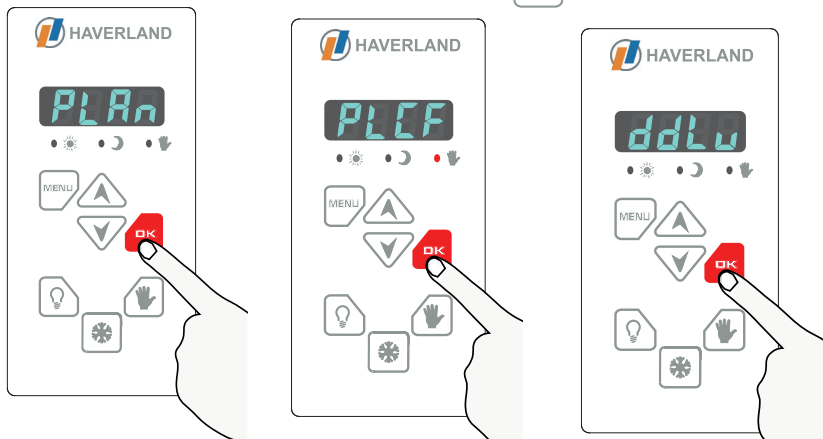 HAVERLAND
PLAn
MENU
OK
HAVERLAND
PLCF
MENU
OK
HAVERLAND
ddLu
MENU
OK